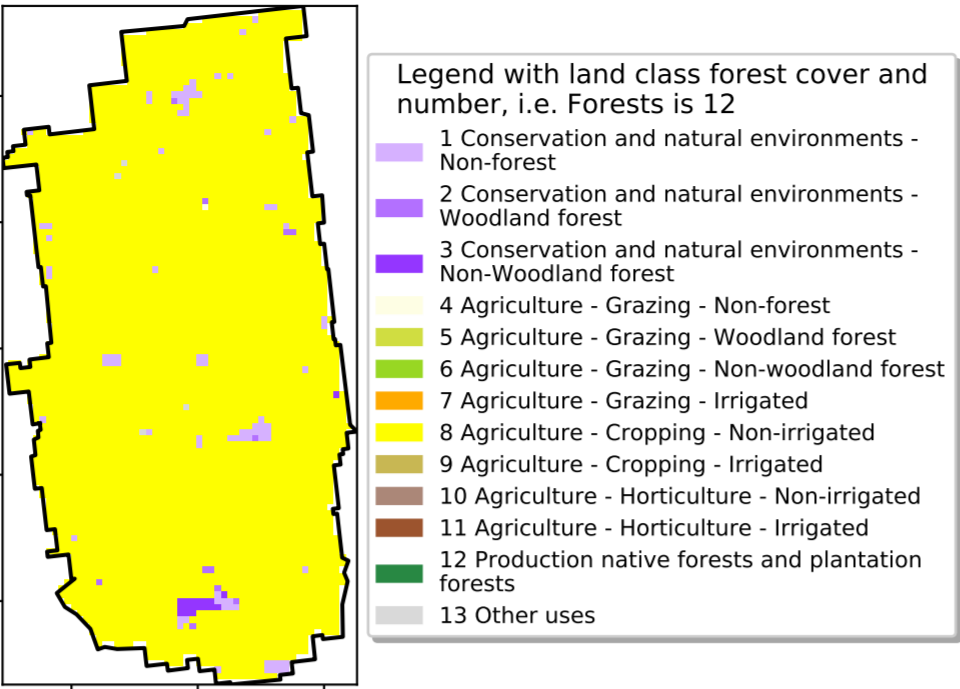 Legend with land class forest cover and
number, i.e. Forests is 12
1 Conservation and natural environments -
Non-forest
2 Conservation and natural environments -
Woodland forest
3 Conservation and natural environments -
Non-Woodland forest
4 Agriculture - Grazing - Non-forest
5 Agriculture - Grazing - Woodland forest
6 Agriculture - Grazing - Non-woodland forest
7 Agriculture - Grazing - Irrigated
8 Agriculture - Cropping - Non-irrigated
9 Agriculture - Cropping - Irrigated
10 Agriculture - Horticulture - Non-irrigated
11 Agriculture - Horticulture - Irrigated
12 Production native forests and plantation
forests
13 Other uses